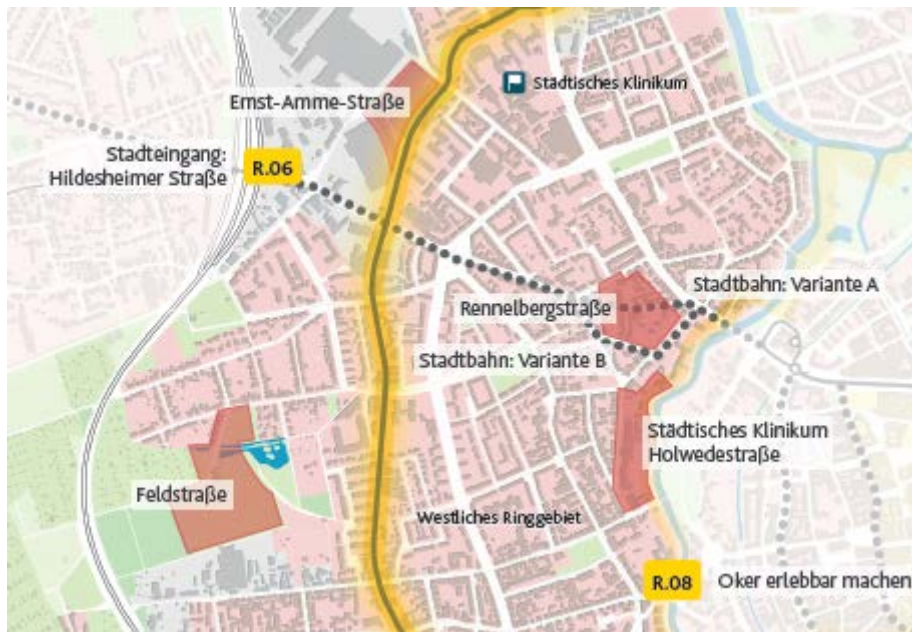 Städtisches Klinikum
Ernst-Amme-Straße
Stadteingang:
Hildesheimer Straße
R.06
Stadtbahn: Variante A
Rennelbergstraße
Stadtbahn: Variante B
Städtisches Klinikum
Holwedestraße
Feldstraße
Westliches Ringgebiet
R.08
Oker erlebbar machen